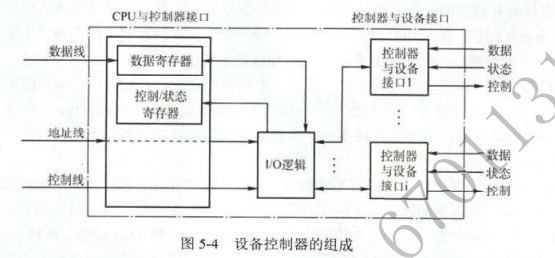 CPU与控制器接口
控制器与设备接口
数据线
数据寄存器
控制/状态
寄存器
地址线
控制线
I/O逻辑
控制器
与设备
接口1
数据
状态
控制
⋮
⋮
…
控制器
与设备
接口i
数据
状态
控制
图 5-4 设备控制器的组成
6701131